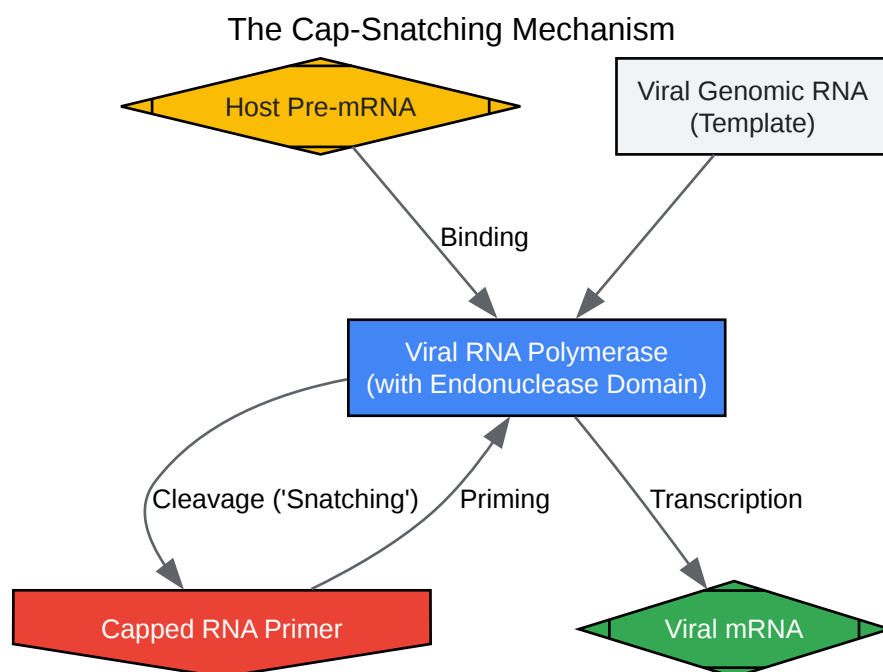 The Cap-Snatching Mechanism
Host Pre-mRNA
Viral Genomic RNA
(Template)
Binding
Viral RNA Polymerase
(with Endonuclease Domain)
Cleavage ('Snatching')
Priming
Transcription
Capped RNA Primer
Viral mRNA